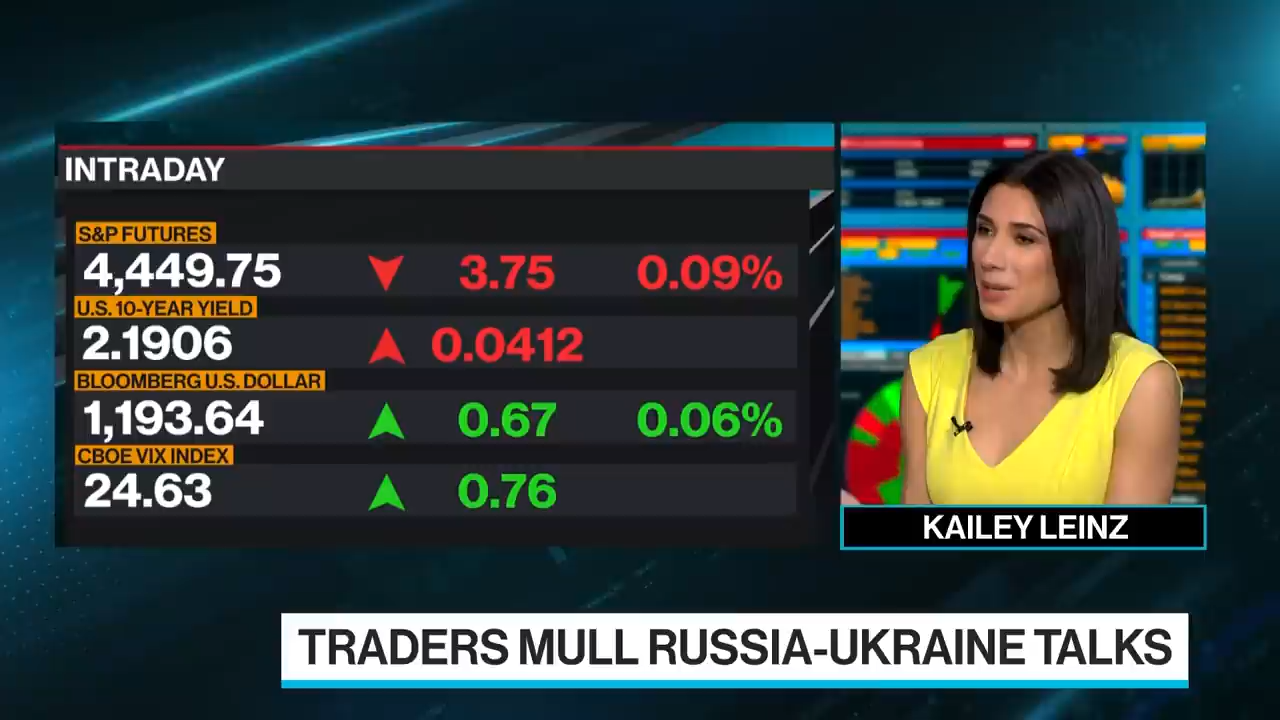 INTRADAY
S&P FUTURES
4,449.75 3.75 0.09%
U.S. 10-YEAR YIELD
2.1906 0.0412
BLOOMBERG U.S. DOLLAR
1,193.64 0.67 0.06%
CBOE VIX INDEX
24.63 0.76
KAILEY LEINZ
TRADERS MULL RUSSIA-UKRAINE TALKS